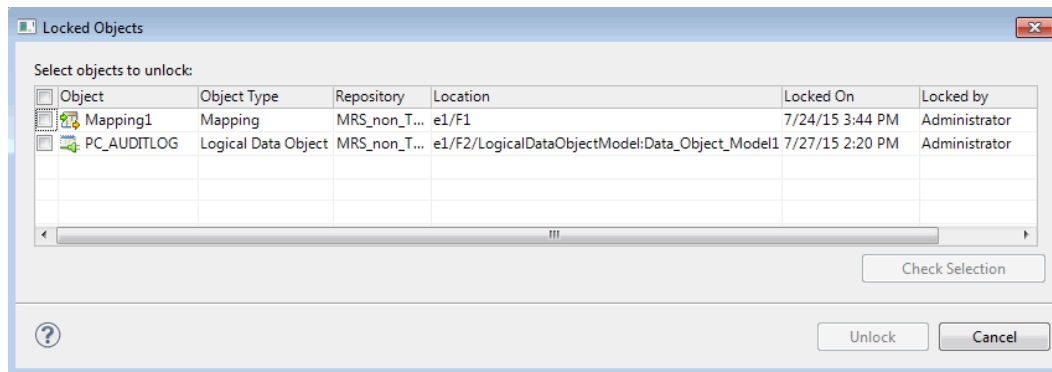 Locked Objects
Select objects to unlock:
Object Object Type Repository Location Locked On Locked by
Mapping1 Mapping MRS_non_T... e1/F1 7/24/15 3:44 PM Administrator
PC_AUDITLOG Logical Data Object MRS_non_T... e1/F2/LogicalDataObjectModel:Data_Object_Model1 7/27/15 2:20 PM Administrator
Check Selection
Unlock Cancel